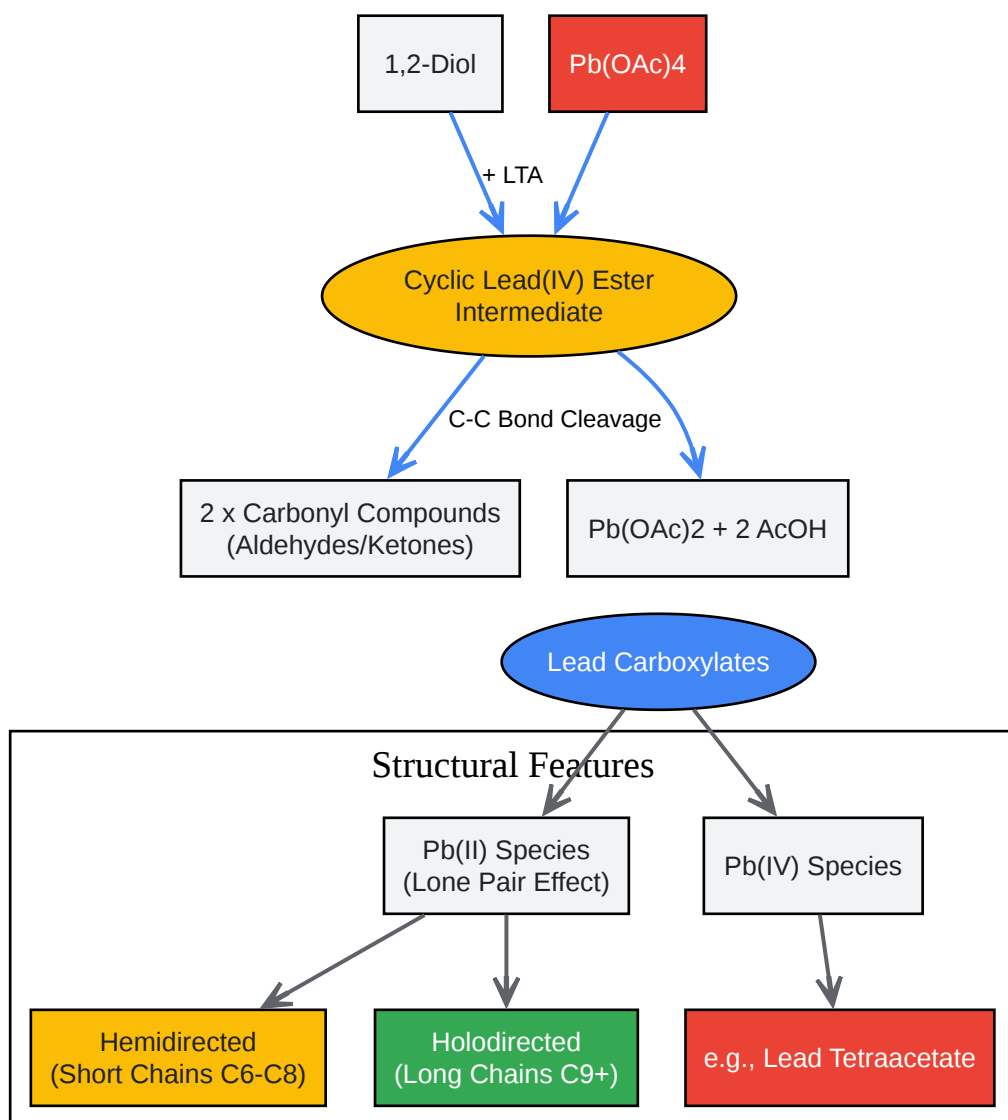 1,2-Diol
Pb(OAc)4
+ LTA
Cyclic Lead(IV) Ester
Intermediate
C-C Bond Cleavage
2 x Carbonyl Compounds
(Aldehydes/Ketones)
Pb(OAc)2 + 2 AcOH
Lead Carboxylates
Structural Features
Pb(II) Species
(Lone Pair Effect)
Pb(IV) Species
Hemidirected
(Short Chains C6-C8)
Holodirected
(Long Chains C9+)
e.g., Lead Tetraacetate